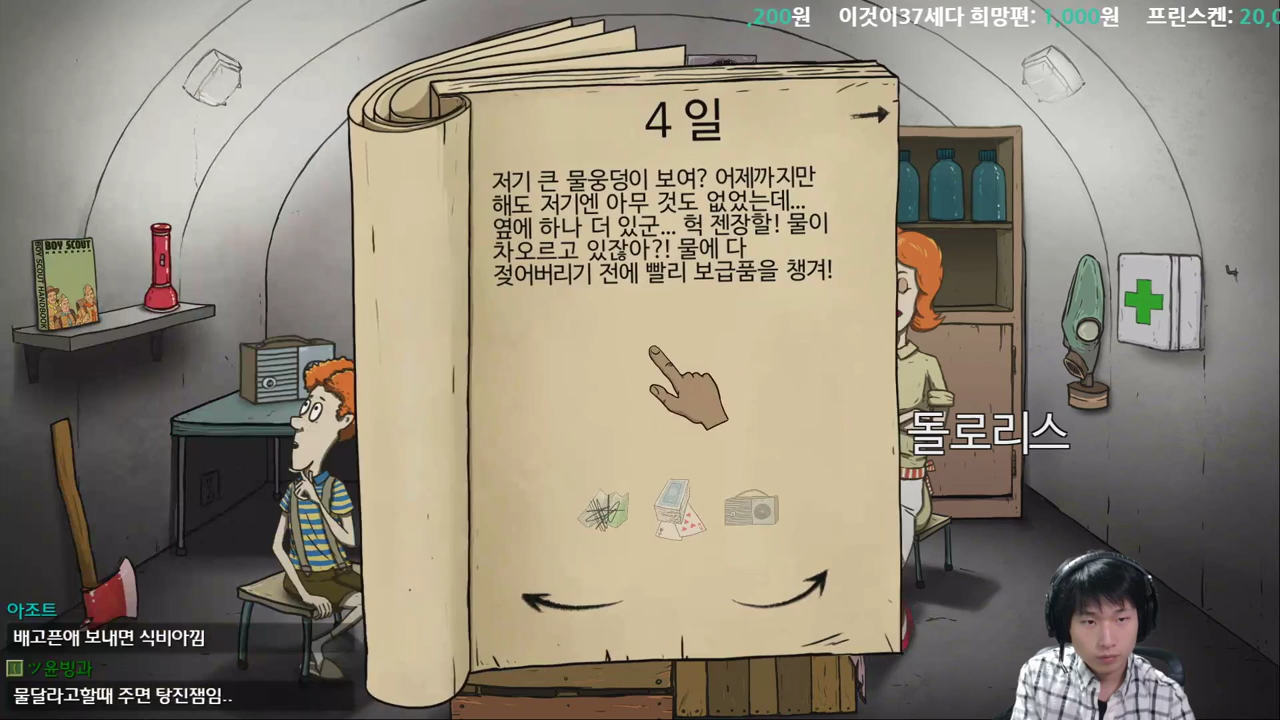 ,200원 이것이37세다 희망편: 1,000원 프린스켄: 20,0
4 일
저기 큰 물웅덩이 보여? 어제까지만
해도 저기엔 아무 것도 없었는데...
옆에 하나 더 있군... 헉 젠장할! 물이
차오르고 있잖아?! 물에 다
젖어버리기 전에 빨리 보급품을 챙겨!
BOY SCOUT
BOY SCOUT HANDBOOK
돌로리스
아조트
배고픈애 보내면 식비아낌
ツ윤빙과
물달라고할때 주면 탕진잼임..